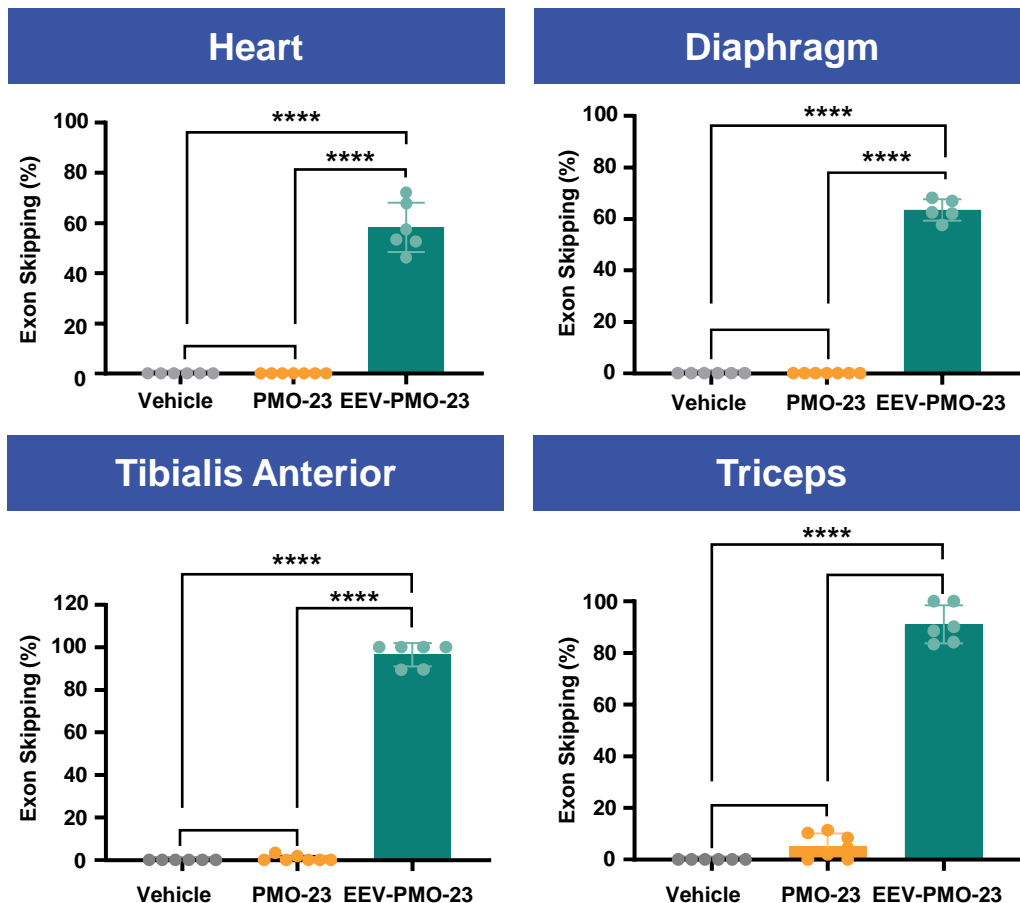 Heart
****
****
Exon Skipping (%)
100
80
60
40
20
0
Vehicle PMO-23 EEV-PMO-23
Diaphragm
****
****
Exon Skipping (%)
100
80
60
40
20
0
Vehicle PMO-23 EEV-PMO-23
Tibialis Anterior
****
****
Exon Skipping (%)
120
100
80
60
40
20
0
Vehicle PMO-23 EEV-PMO-23
Triceps
****
Exon Skipping (%)
100
80
60
40
20
0
Vehicle PMO-23 EEV-PMO-23